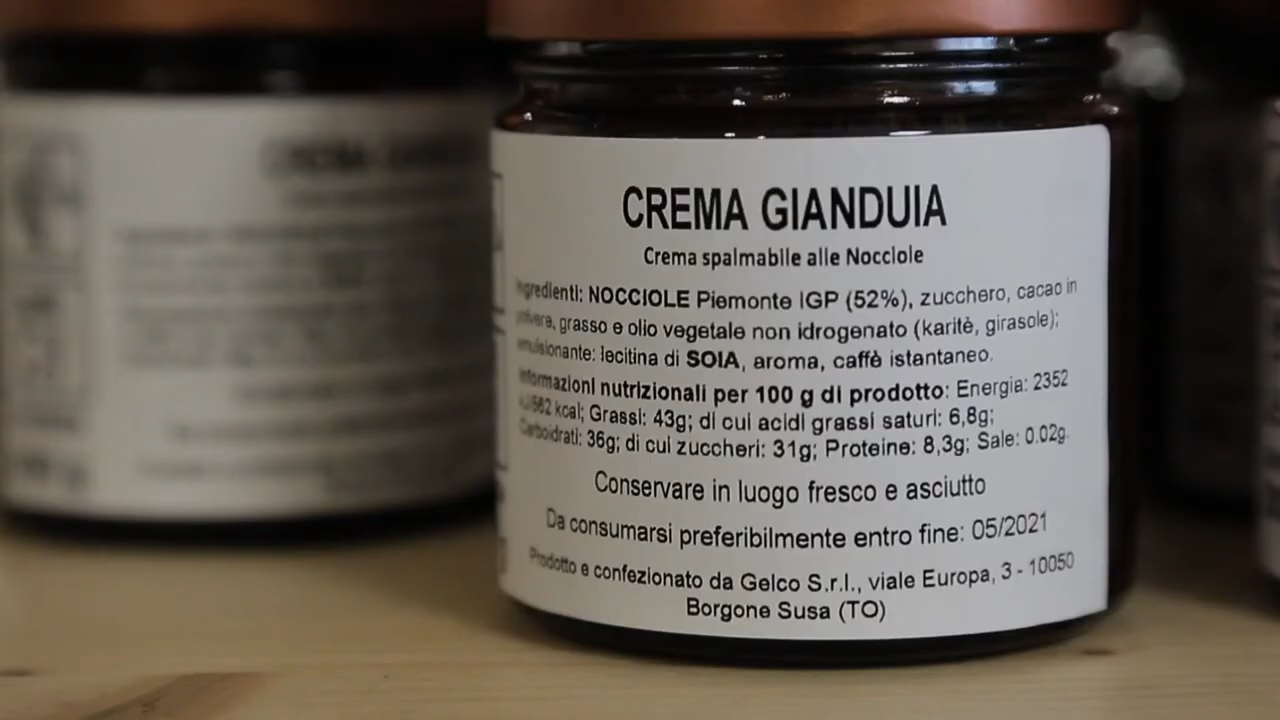 CREMA GIANDUIA
Crema spalmabile alle Nocciole
Ingredienti: NOCCIOLE Piemonte IGP (52%), zucchero, cacao in
polvere, grasso e olio vegetale non idrogenato (karitè, girasole);
emulsionante: lecitina di SOIA, aroma, caffè istantaneo.
Informazioni nutrizionali per 100 g di prodotto: Energia: 2352
kcal; Grassi: 43g; di cui acidi grassi saturi: 6,8g;
Carboidrati: 36g; di cui zuccheri: 31g; Proteine: 8,3g; Sale: 0.02g.
Conservare in luogo fresco e asciutto
Da consumarsi preferibilmente entro fine: 05/2021
Prodotto e confezionato da Gelco S.r.l., viale Europa, 3 - 10050
Borgone Susa (TO)